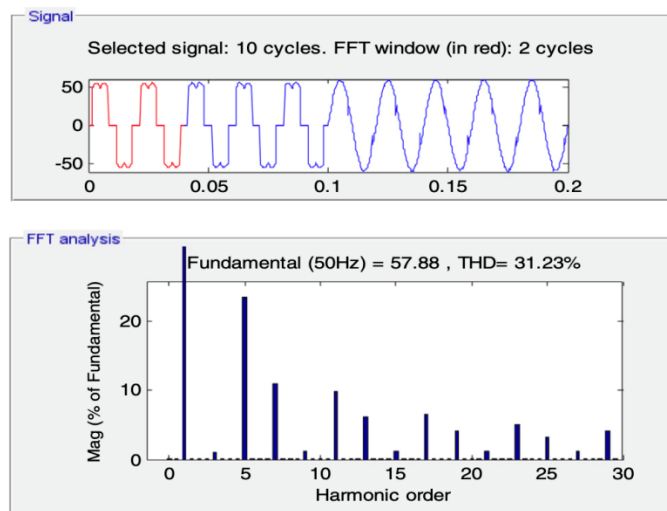 Signal
Selected signal: 10 cycles. FFT window (in red): 2 cycles
50
0
-50
0 0.05 0.1 0.15 0.2
FFT analysis
Fundamental (50Hz) = 57.88 , THD= 31.23%
Mag (% of Fundamental)
20
10
0
0 5 10 15 20 25 30
Harmonic order